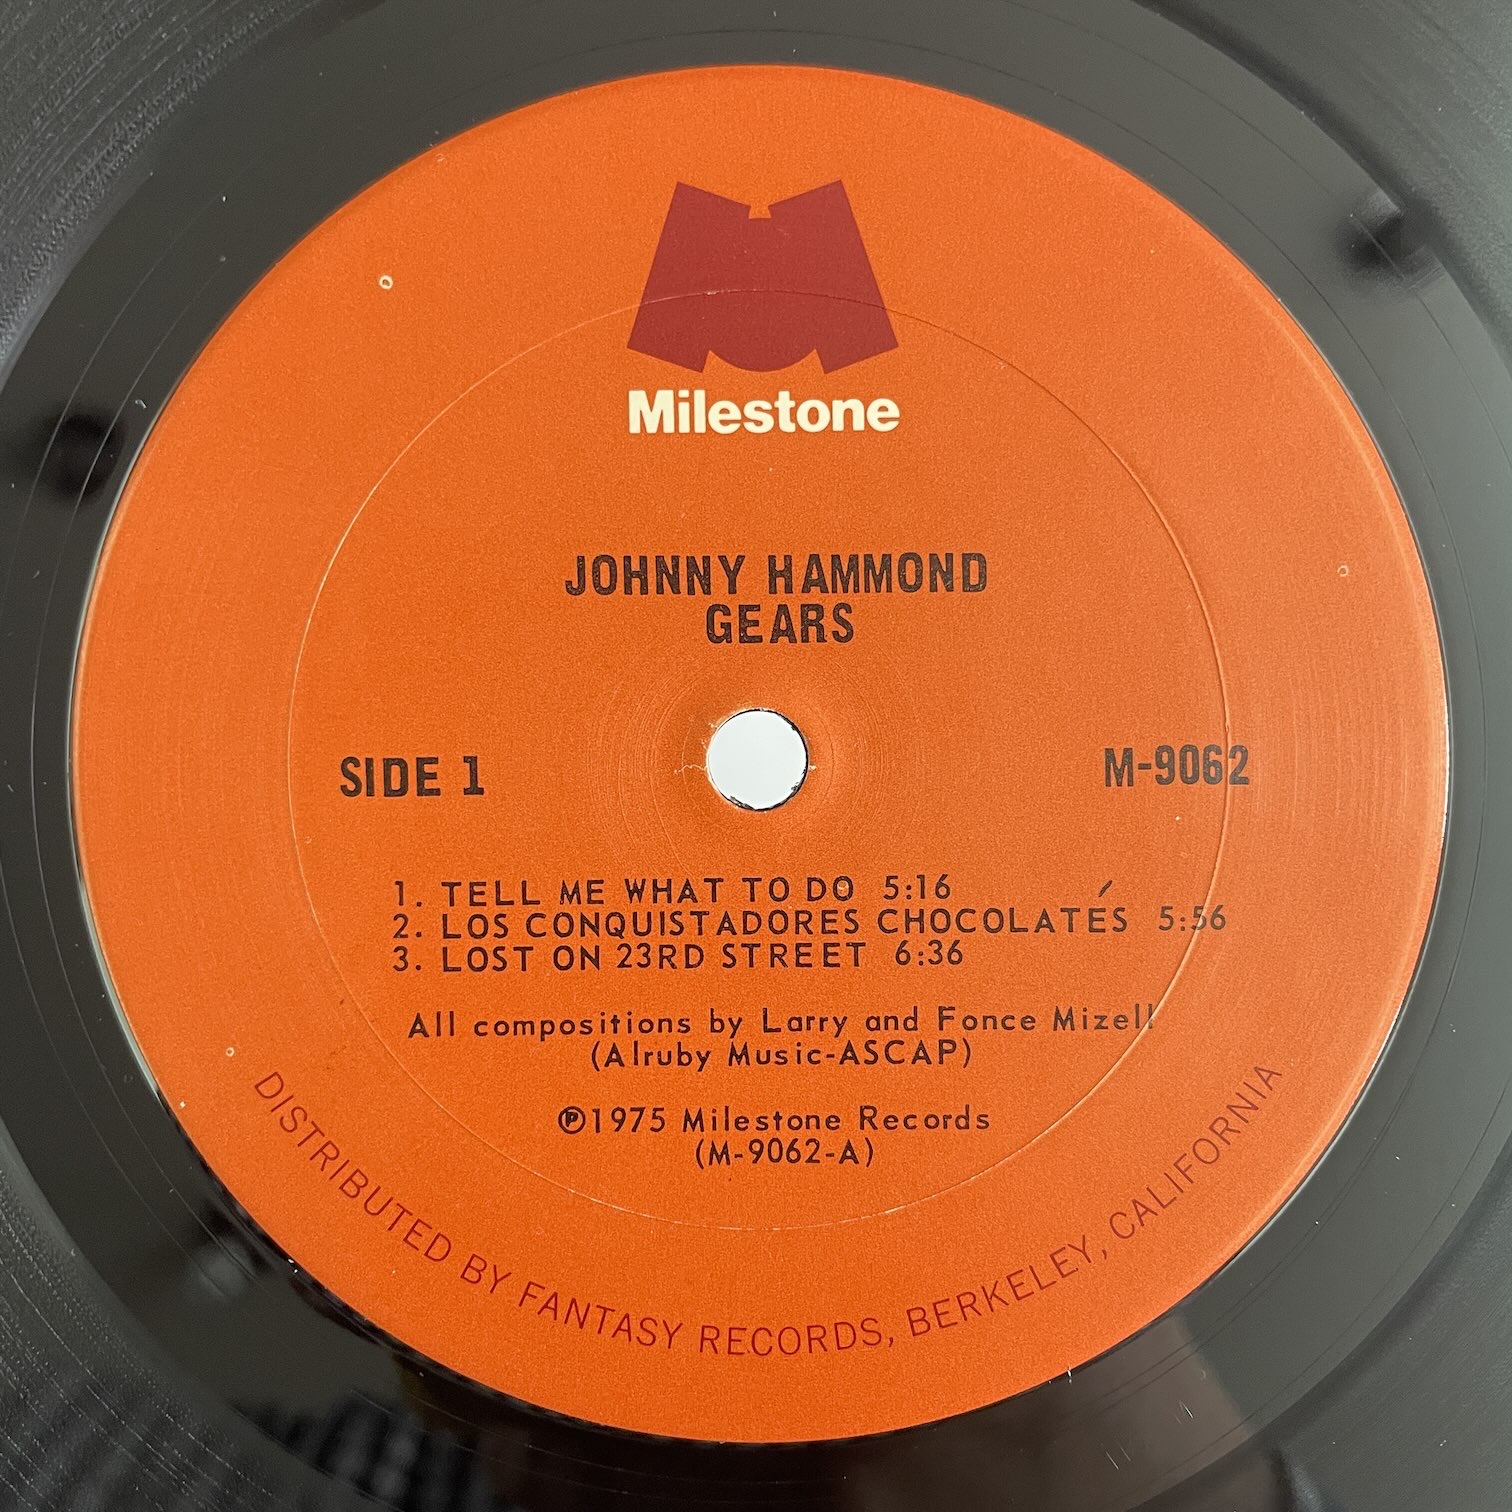 Milestone
JOHNNY HAMMOND
GEARS
SIDE 1
M-9062
1. TELL ME WHAT TO DO 5:16
2. LOS CONQUISTADORES CHOCOLATÉS 5:56
3. LOST ON 23RD STREET 6:36
All compositions by Larry and Fonce Mizell
(Alruby Music-ASCAP)
℗1975 Milestone Records
(M-9062-A)
DISTRIBUTED BY FANTASY RECORDS, BERKELEY, CALIFORNIA